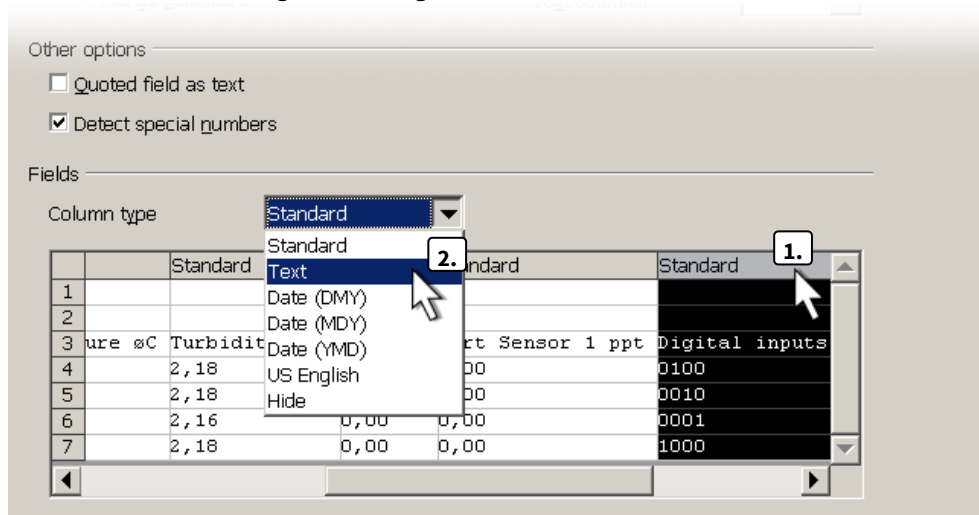 Other options
Quoted field as text
Detect special numbers
Fields
Column type Standard
Standard
Text
Date (DMY)
Date (MDY)
Date (YMD)
US English
Hide
2.
1.
Standard ndard Standard
1
2
3 ure øC Turbidit rt Sensor 1 ppt Digital inputs
4 2,18 00 0100
5 2,18 00 0010
6 2,16 0,00 0,00 0001
7 2,18 0,00 0,00 1000